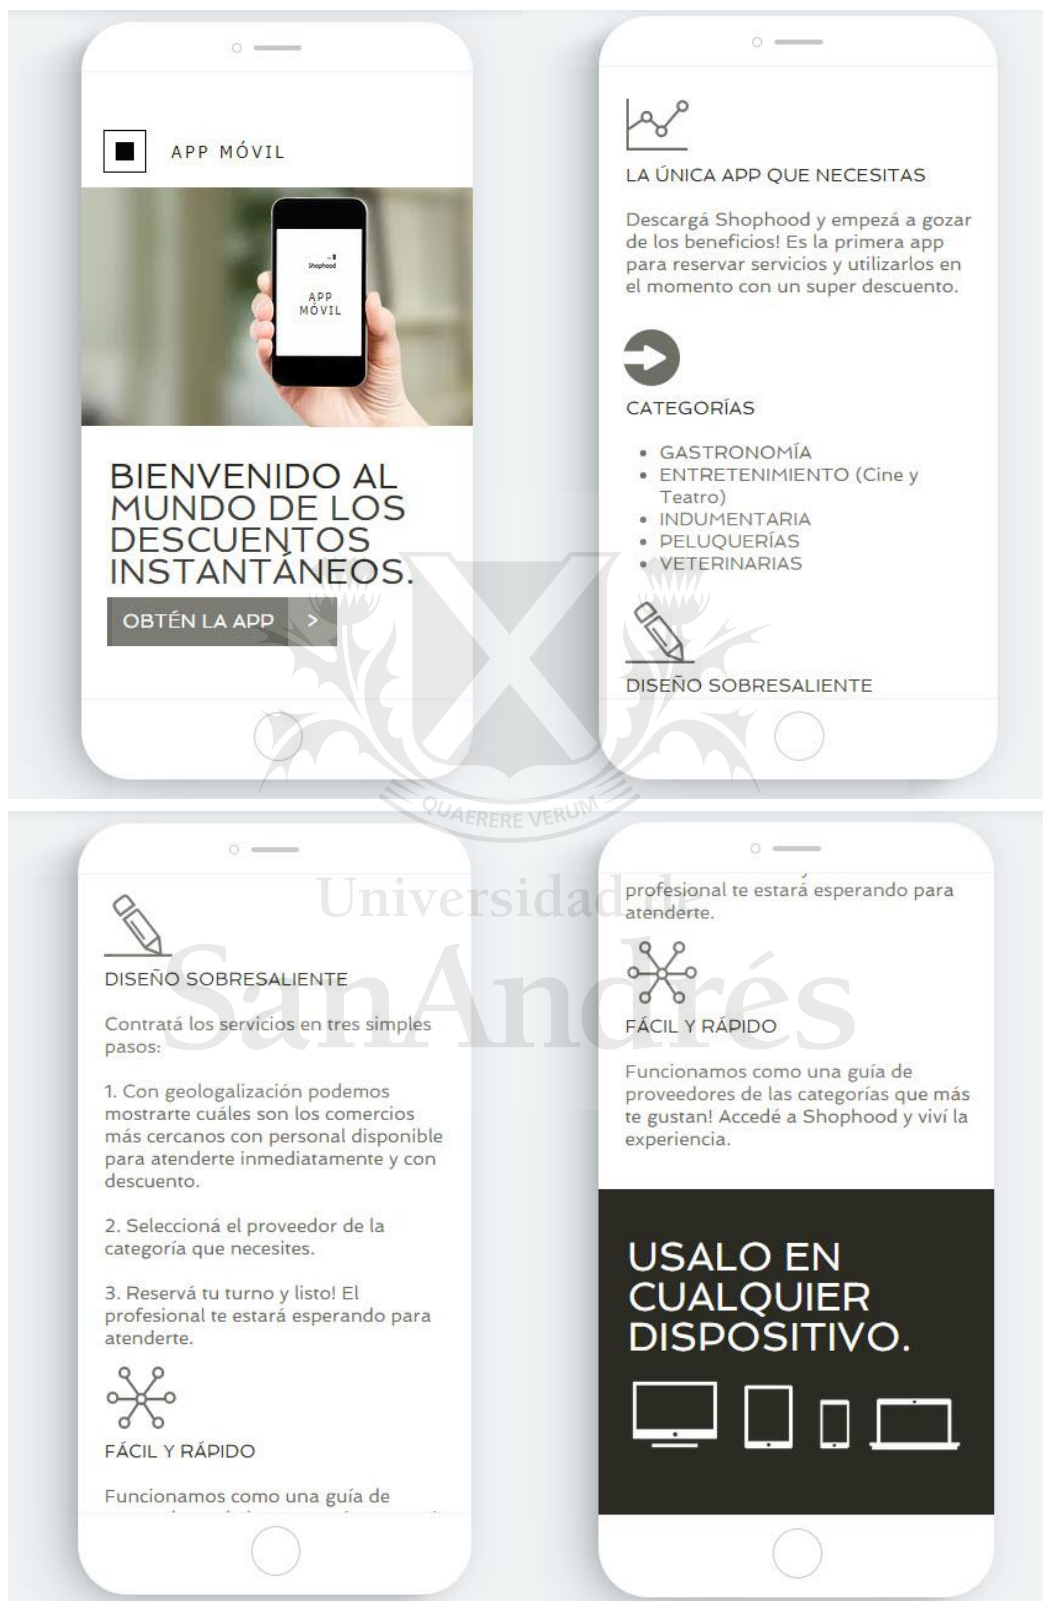 APP MÓVIL
Shophood
APP
MÓVIL
BIENVENIDO AL
MUNDO DE LOS
DESCUENTOS
INSTANTÁNEOS.
OBTÉN LA APP >
LA ÚNICA APP QUE NECESITAS
Descargá Shophood y empezá a gozar
de los beneficios! Es la primera app
para reservar servicios y utilizarlos en
el momento con un super descuento.
CATEGORÍAS
• GASTRONOMÍA
• ENTRETENIMIENTO (Cine y
Teatro)
• INDUMENTARIA
• PELUQUERÍAS
• VETERINARIAS
DISEÑO SOBRESALIENTE
QUAERERE VERUM
Universidad de
SanAndrés
DISEÑO SOBRESALIENTE
Contratá los servicios en tres simples
pasos:
1. Con geologalización podemos
mostrarte cuáles son los comercios
más cercanos con personal disponible
para atenderte inmediatamente y con
descuento.
2. Seleccioná el proveedor de la
categoría que necesites.
3. Reservá tu turno y listo! El
profesional te estará esperando para
atenderte.
FÁCIL Y RÁPIDO
Funcionamos como una guía de
profesional te estará esperando para
atenderte.
FÁCIL Y RÁPIDO
Funcionamos como una guía de
proveedores de las categorías que más
te gustan! Accedé a Shophood y viví la
experiencia.
USALO EN
CUALQUIER
DISPOSITIVO.